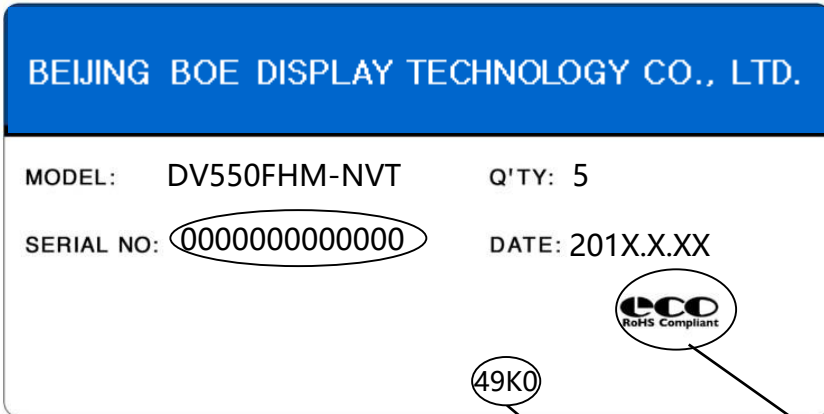 BEIJING BOE DISPLAY TECHNOLOGY CO., LTD.
MODEL: DV550FHM-NVT Q'TY: 5
SERIAL NO: 0000000000000 DATE: 201X.X.XX
eco
RoHS Compliant
49K0